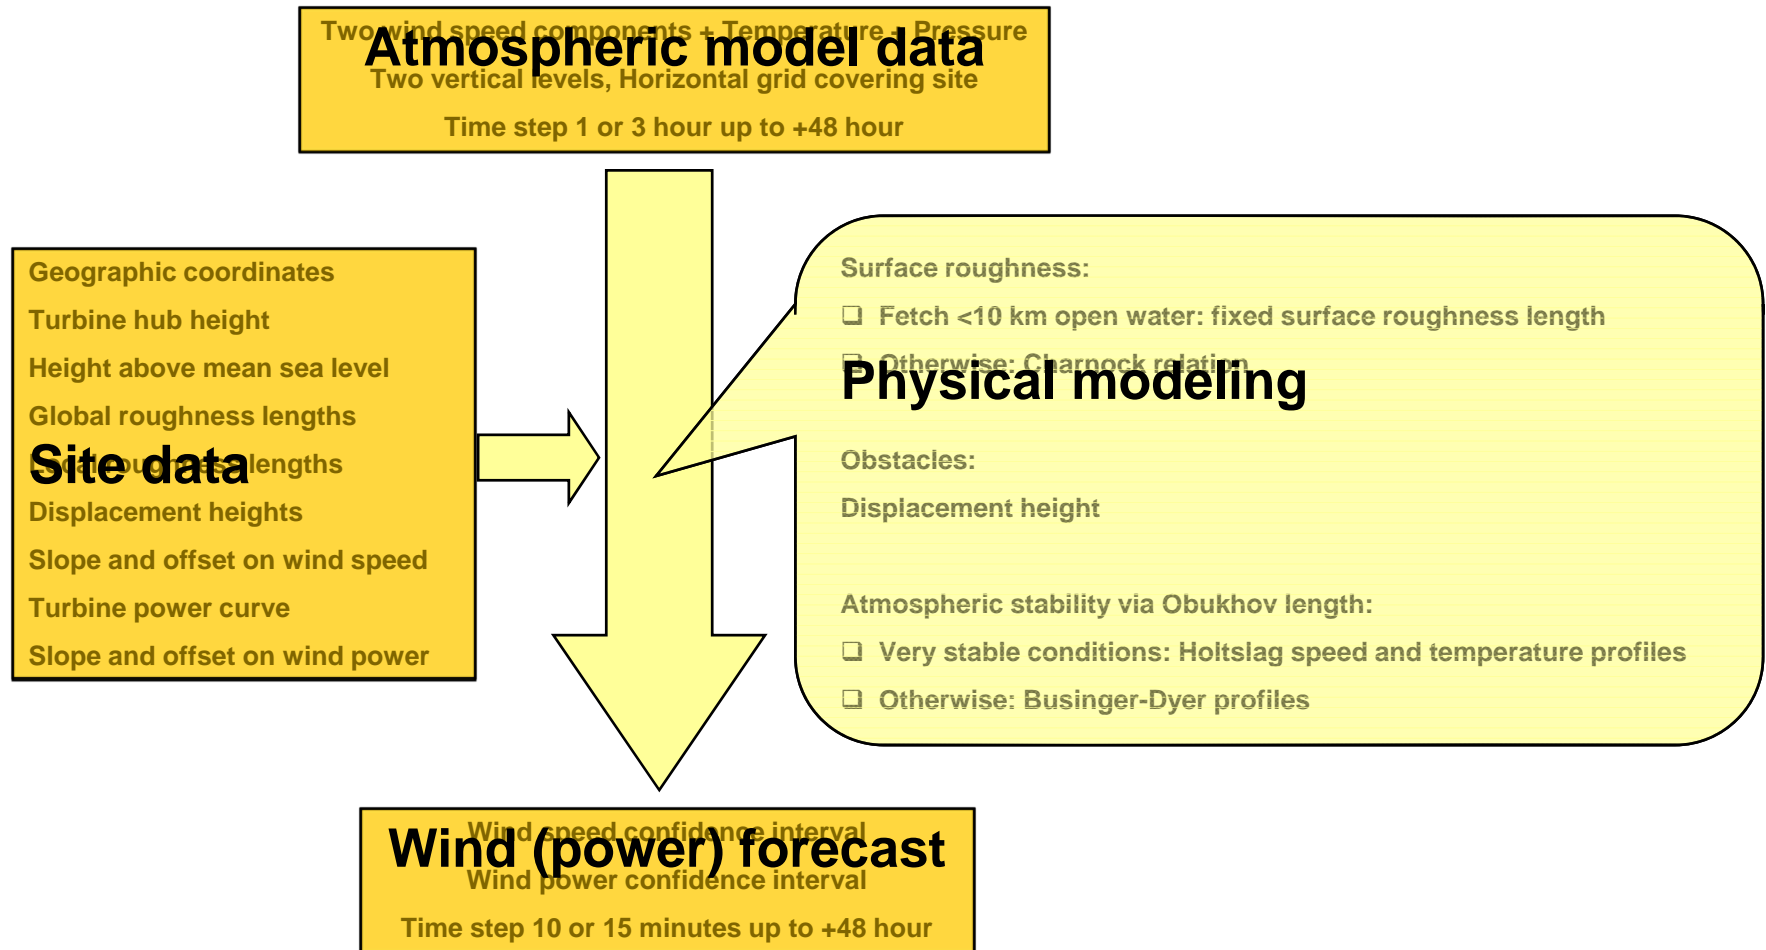 Atmospheric model data
Two wind speed components + Temperature + Pressure
Two vertical levels, Horizontal grid covering site
Time step 1 or 3 hour up to +48 hour
Site data
Geographic coordinates
Turbine hub height
Height above mean sea level
Global roughness lengths
Local roughness lengths
Displacement heights
Slope and offset on wind speed
Turbine power curve
Slope and offset on wind power
Physical modeling
Surface roughness:
❑ Fetch <10 km open water: fixed surface roughness length
❑ Otherwise: Charnock relation
Obstacles:
Displacement height
Atmospheric stability via Obukhov length:
❑ Very stable conditions: Holtslag speed and temperature profiles
❑ Otherwise: Businger-Dyer profiles
Wind (power) forecast
Wind speed confidence interval
Wind power confidence interval
Time step 10 or 15 minutes up to +48 hour